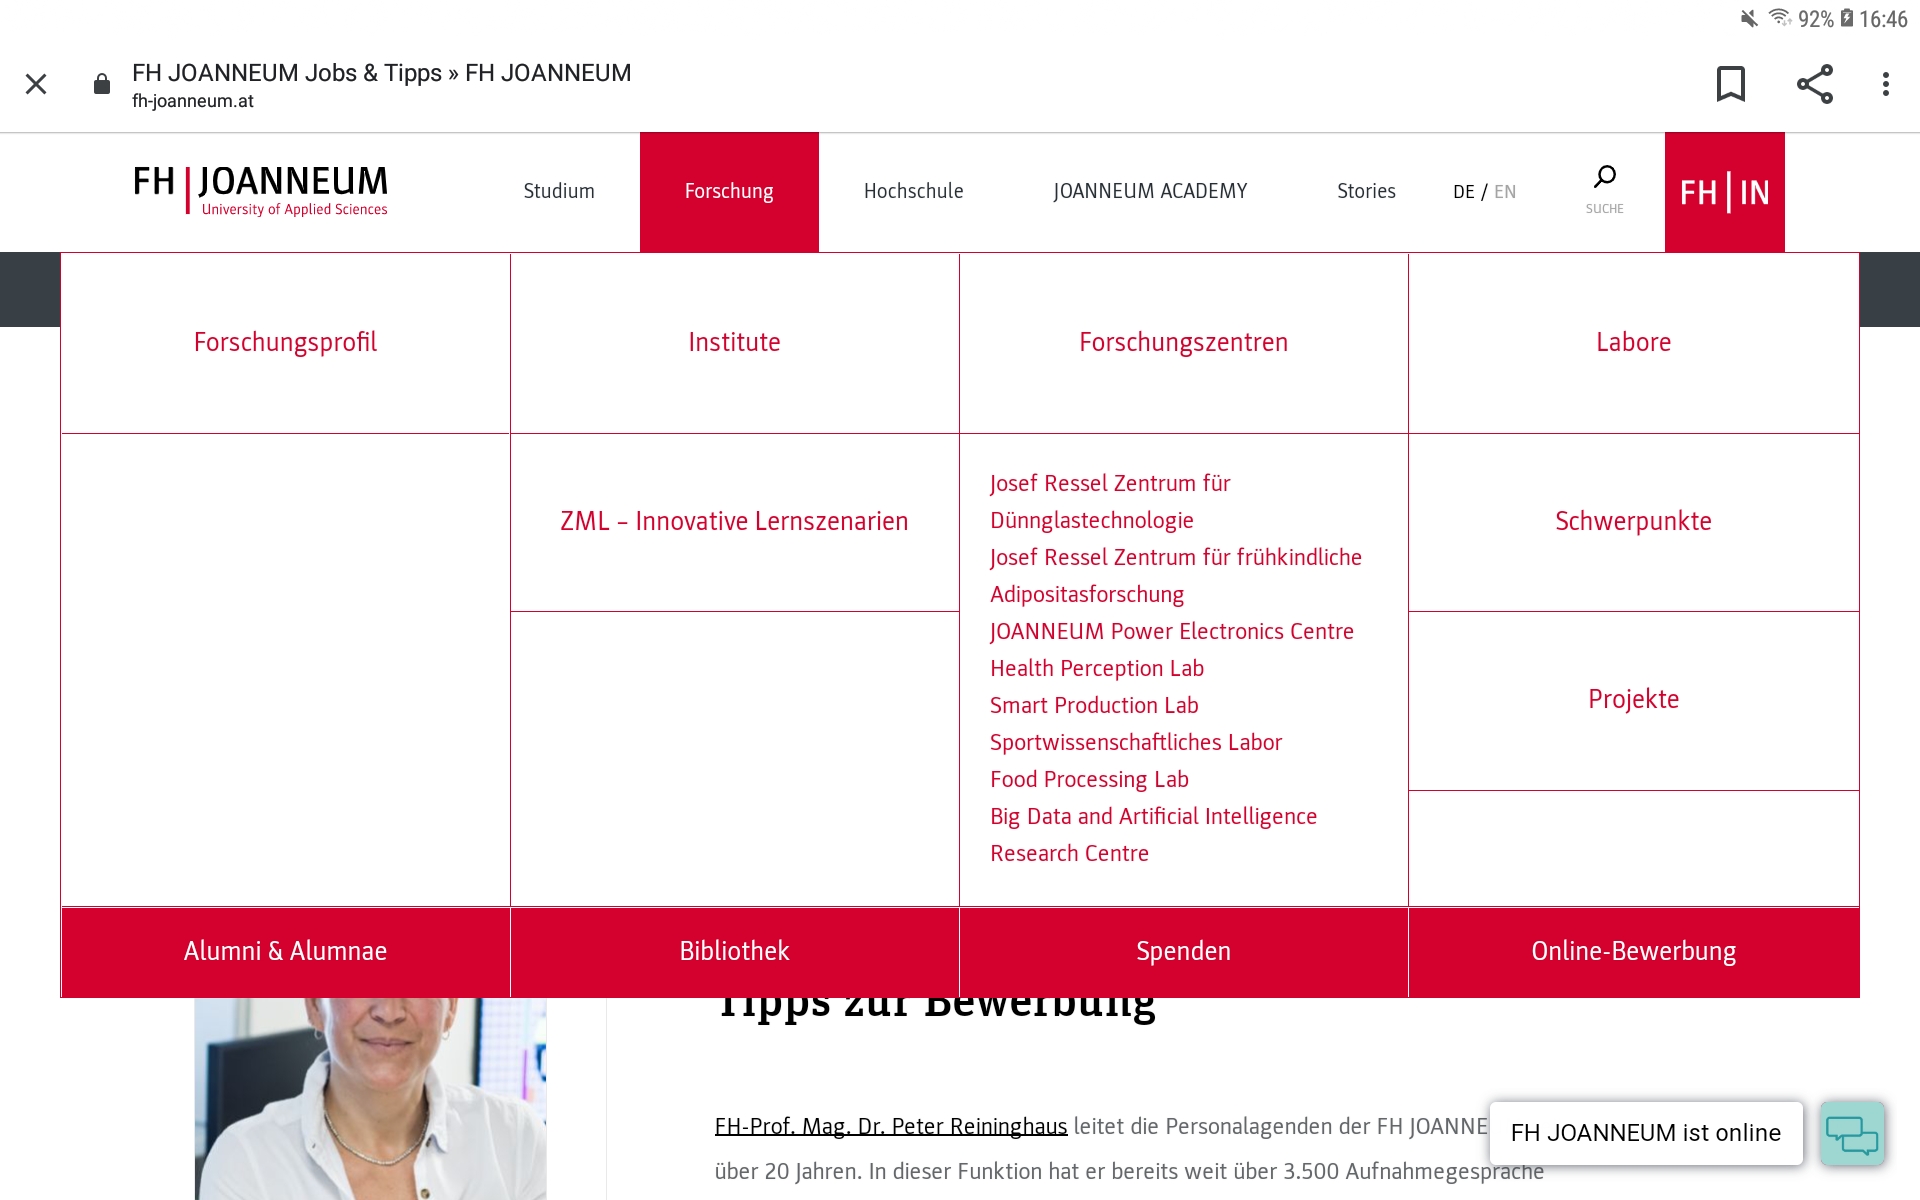 92% 16:46
FH JOANNEUM Jobs & Tipps » FH JOANNEUM
fh-joanneum.at
FH JOANNEUM
University of Applied Sciences
Studium
Forschung
Hochschule
JOANNEUM ACADEMY
Stories
DE / EN
SUCHE
FH IN
Forschungsprofil
Institute
Forschungszentren
Labore
ZML – Innovative Lernszenarien
Josef Ressel Zentrum für
Dünnglastechnologie
Josef Ressel Zentrum für frühkindliche
Adipositasforschung
JOANNEUM Power Electronics Centre
Health Perception Lab
Smart Production Lab
Sportwissenschaftliches Labor
Food Processing Lab
Big Data and Artificial Intelligence
Research Centre
Schwerpunkte
Projekte
Alumni & Alumnae
Bibliothek
Spenden
Online-Bewerbung
Tipps zur Bewerbung
FH-Prof. Mag. Dr. Peter Reininghaus leitet die Personalagenden der FH JOANNE
über 20 Jahren. In dieser Funktion hat er bereits weit über 3.500 Aufnahmegespräche
FH JOANNEUM ist online